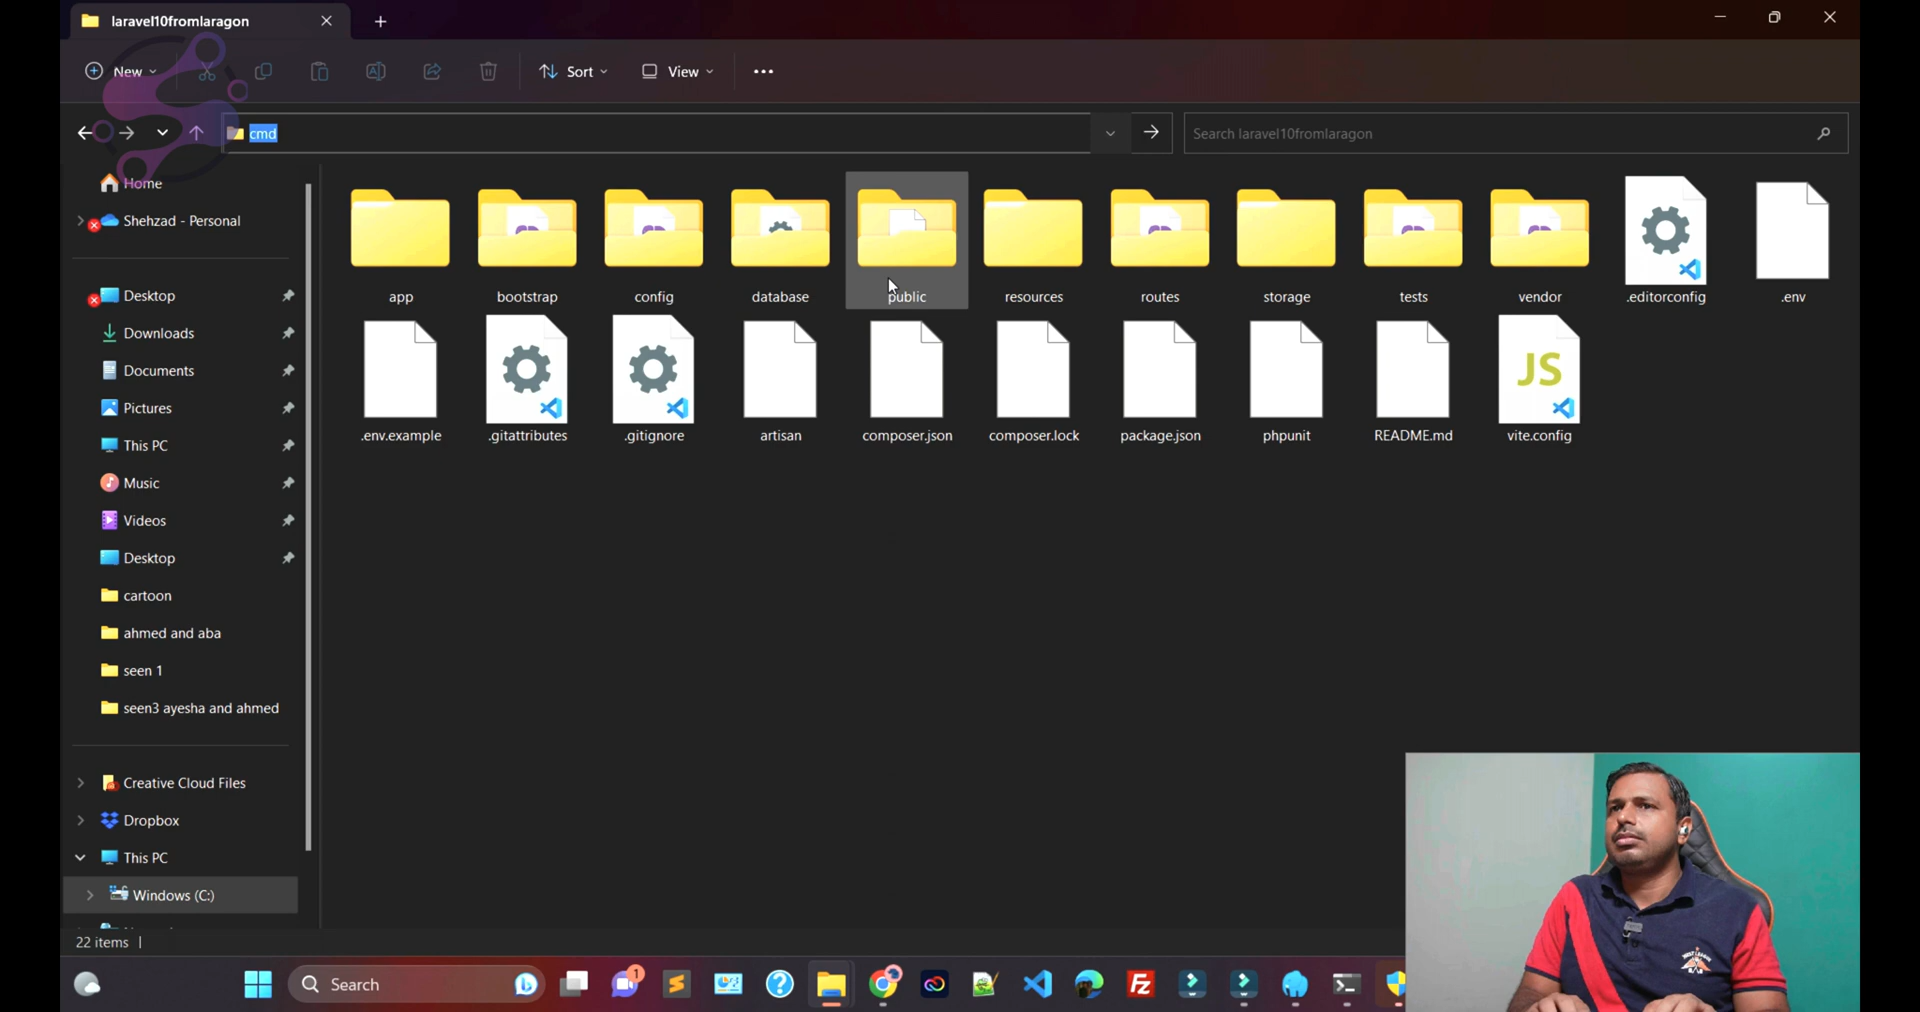 laravel10fromlaragon
New
Sort
View
cmd
Search laravel10fromlaragon
Home
Shehzad - Personal
Desktop
Downloads
Documents
Pictures
This PC
Music
Videos
Desktop
cartoon
ahmed and aba
seen 1
seen3 ayesha and ahmed
Creative Cloud Files
Dropbox
This PC
Windows (C:)
app
bootstrap
config
database
public
resources
routes
storage
tests
vendor
.editorconfig
.env
.env.example
.gitattributes
.gitignore
artisan
composer.json
composer.lock
package.json
phpunit
README.md
JS
vite.config
22 items
Search
1
Fz